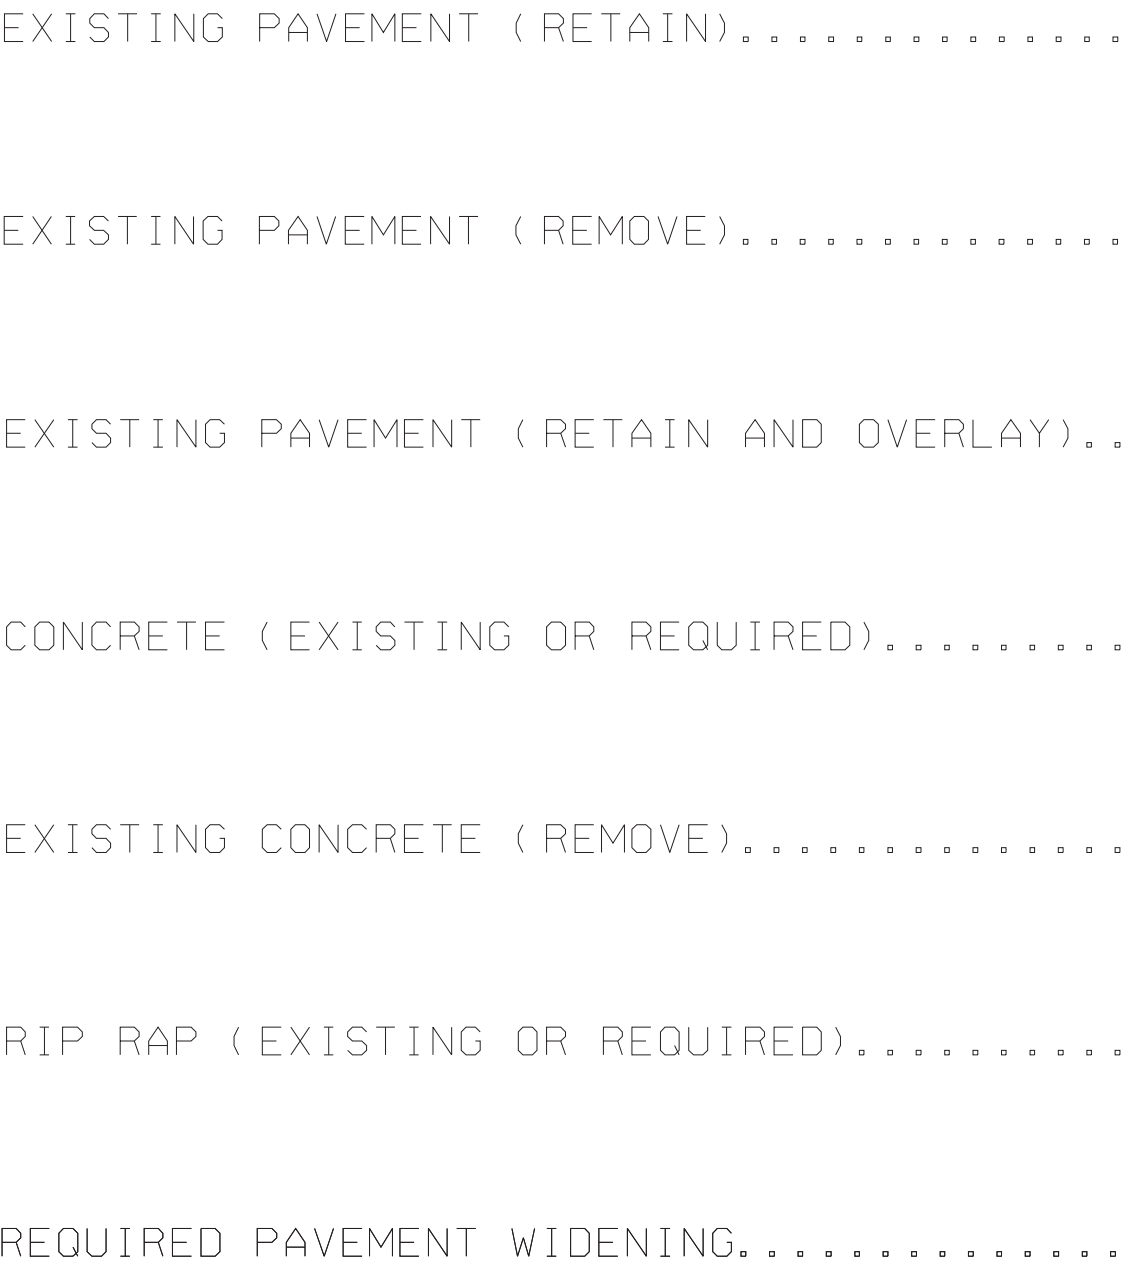 EXISTING PAVEMENT (RETAIN)..............
EXISTING PAVEMENT (REMOVE)..............
EXISTING PAVEMENT (RETAIN AND OVERLAY)..
CONCRETE (EXISTING OR REQUIRED).........
EXISTING CONCRETE (REMOVE)..............
RIP RAP (EXISTING OR REQUIRED)..........
REQUIRED PAVEMENT WIDENING..............